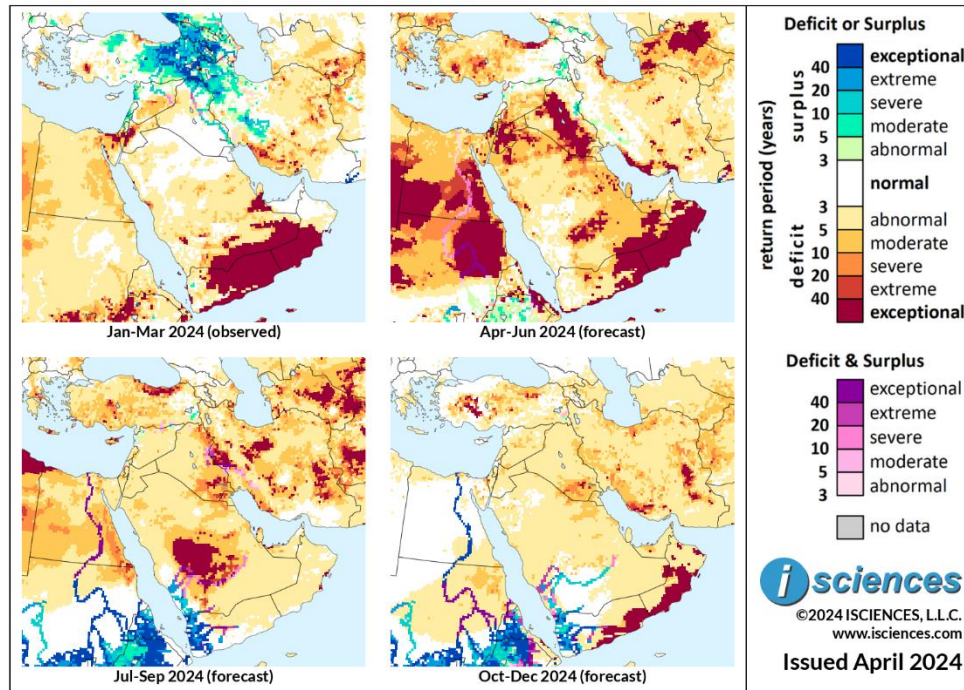 Jan-Mar 2024 (observed)
Apr-Jun 2024 (forecast)
Jul-Sep 2024 (forecast)
Oct-Dec 2024 (forecast)
Deficit or Surplus
return period (years)
surplus
deficit
exceptional
40
extreme
20
severe
10
moderate
5
abnormal
3
normal
3
abnormal
5
moderate
10
severe
20
extreme
40
exceptional
Deficit & Surplus
exceptional
40
extreme
20
severe
10
moderate
5
abnormal
3
no data
i sciences
©2024 ISCIENCES, L.L.C.
www.isciences.com
Issued April 2024